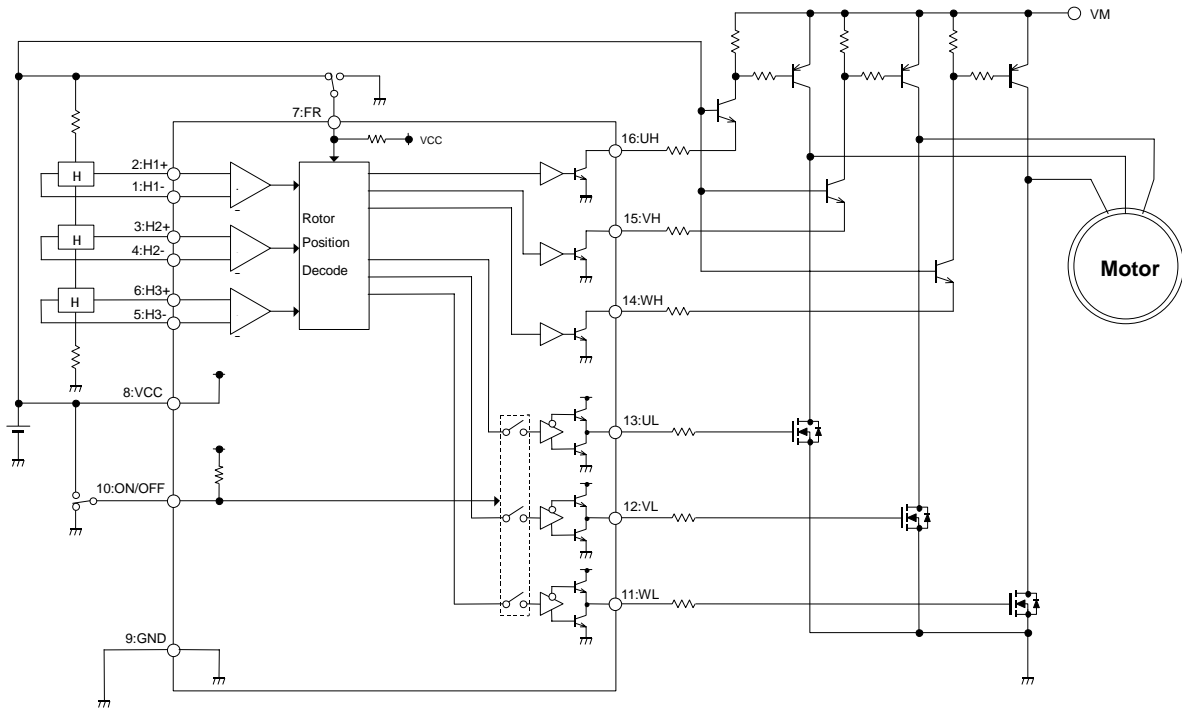 VM
7:FR
VCC
16:UH
2:H1+
H
1:H1-
Rotor
Position
Decode
15:VH
3:H2+
H
4:H2-
6:H3+
H
5:H3-
14:WH
Motor
8:VCC
13:UL
10:ON/OFF
12:VL
11:WL
9:GND